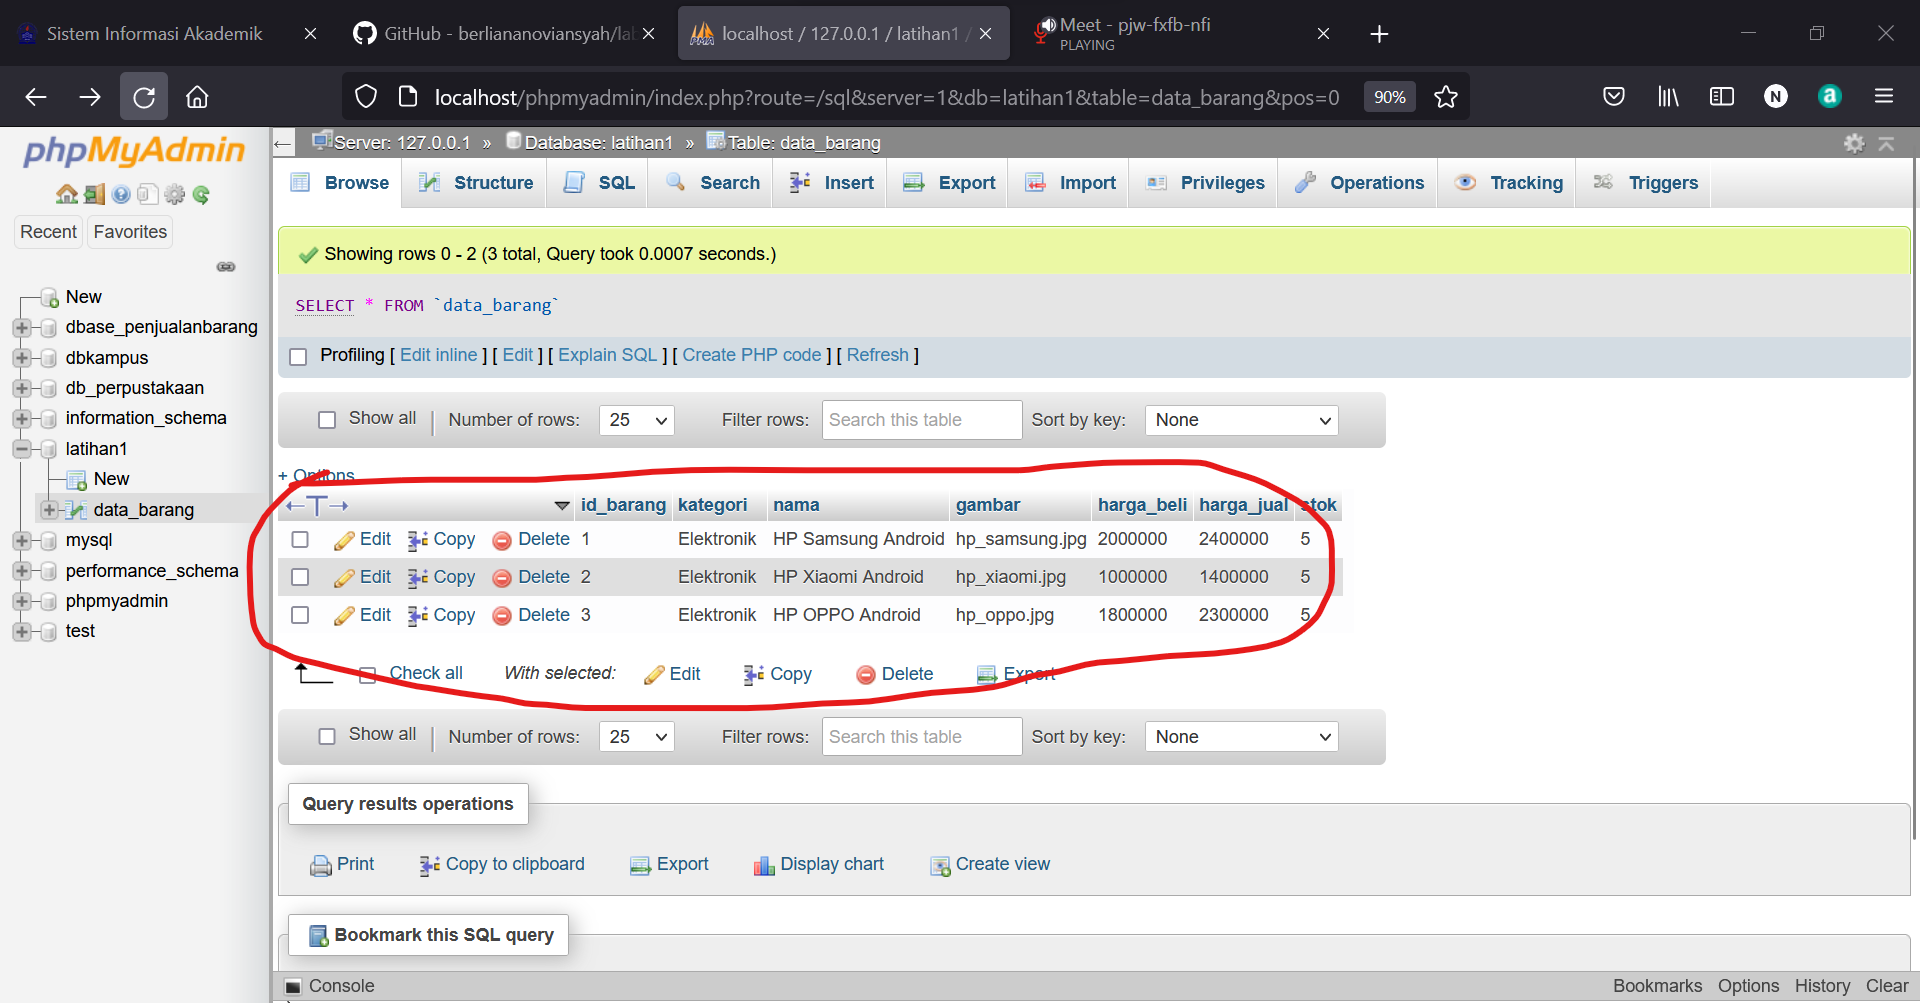 Sistem Informasi Akademik
GitHub - berliananoviansyah/la
localhost / 127.0.0.1 / latihan1 /
Meet - pjw-fxfb-nfi
PLAYING
localhost/phpmyadmin/index.php?route=/sql&server=1&db=latihan1&table=data_barang&pos=0
90%
N
a
phpMyAdmin
Recent
Favorites
New
dbase_penjualanbarang
dbkampus
db_perpustakaan
information_schema
latihan1
New
data_barang
mysql
performance_schema
phpmyadmin
test
Server: 127.0.0.1 » Database: latihan1 » Table: data_barang
Browse Structure SQL Search Insert Export Import Privileges Operations Tracking Triggers
Showing rows 0 - 2 (3 total, Query took 0.0007 seconds.)
SELECT * FROM `data_barang`
Profiling [ Edit inline ] [ Edit ] [ Explain SQL ] [ Create PHP code ] [ Refresh ]
Show all Number of rows: 25 Filter rows: Search this table Sort by key: None
+ Options
←T→ id_barang kategori nama gambar harga_beli harga_jual stok
Edit Copy Delete 1 Elektronik HP Samsung Android hp_samsung.jpg 2000000 2400000 5
Edit Copy Delete 2 Elektronik HP Xiaomi Android hp_xiaomi.jpg 1000000 1400000 5
Edit Copy Delete 3 Elektronik HP OPPO Android hp_oppo.jpg 1800000 2300000 5
Check all With selected: Edit Copy Delete Export
Show all Number of rows: 25 Filter rows: Search this table Sort by key: None
Query results operations
Print Copy to clipboard Export Display chart Create view
Bookmark this SQL query
Console
Bookmarks Options History Clear